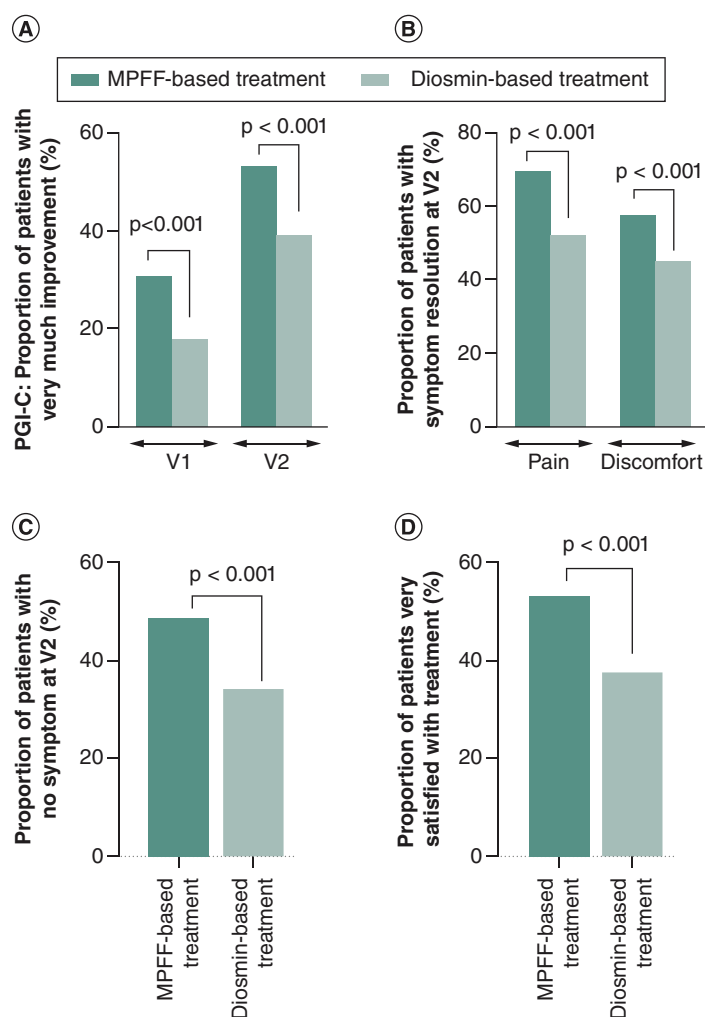 A
B
MPFF-based treatment
Diosmin-based treatment
PGI-C: Proportion of patients with
very much improvement (%)
60
40
20
0
p<0.001
p < 0.001
V1
V2
Proportion of patients with
symptom resolution at V2 (%)
80
60
40
20
0
p < 0.001
p < 0.001
Pain
Discomfort
C
Proportion of patients with
no symptom at V2 (%)
60
40
20
0
p < 0.001
MPFF-based
treatment
Diosmin-based
treatment
D
Proportion of patients very
satisfied with treatment (%)
60
40
20
0
p < 0.001
MPFF-based
treatment
Diosmin-based
treatment